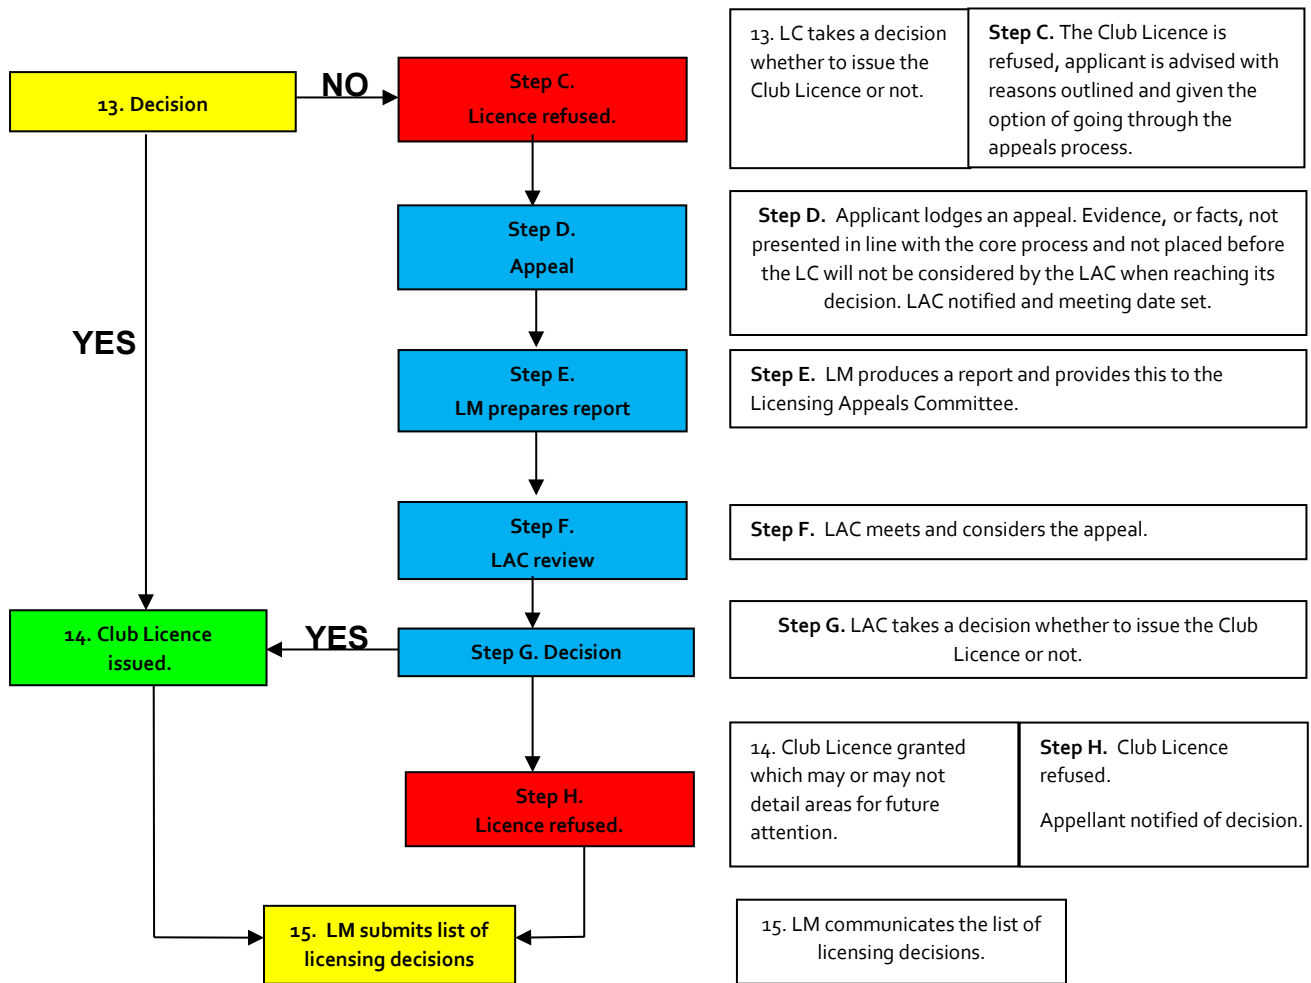 13. Decision
NO
Step C.
Licence refused.
13. LC takes a decision
whether to issue the
Club Licence or not.
Step C. The Club Licence is
refused, applicant is advised with
reasons outlined and given the
option of going through the
appeals process.
Step D.
Appeal
Step D. Applicant lodges an appeal. Evidence, or facts, not
presented in line with the core process and not placed before
the LC will not be considered by the LAC when reaching its
decision. LAC notified and meeting date set.
YES
Step E.
LM prepares report
Step E. LM produces a report and provides this to the
Licensing Appeals Committee.
Step F.
LAC review
Step F. LAC meets and considers the appeal.
14. Club Licence
issued.
YES
Step G. Decision
Step G. LAC takes a decision whether to issue the Club
Licence or not.
Step H.
Licence refused.
14. Club Licence granted
which may or may not
detail areas for future
attention.
Step H. Club Licence
refused.
Appellant notified of decision.
15. LM submits list of
licensing decisions
15. LM communicates the list of
licensing decisions.